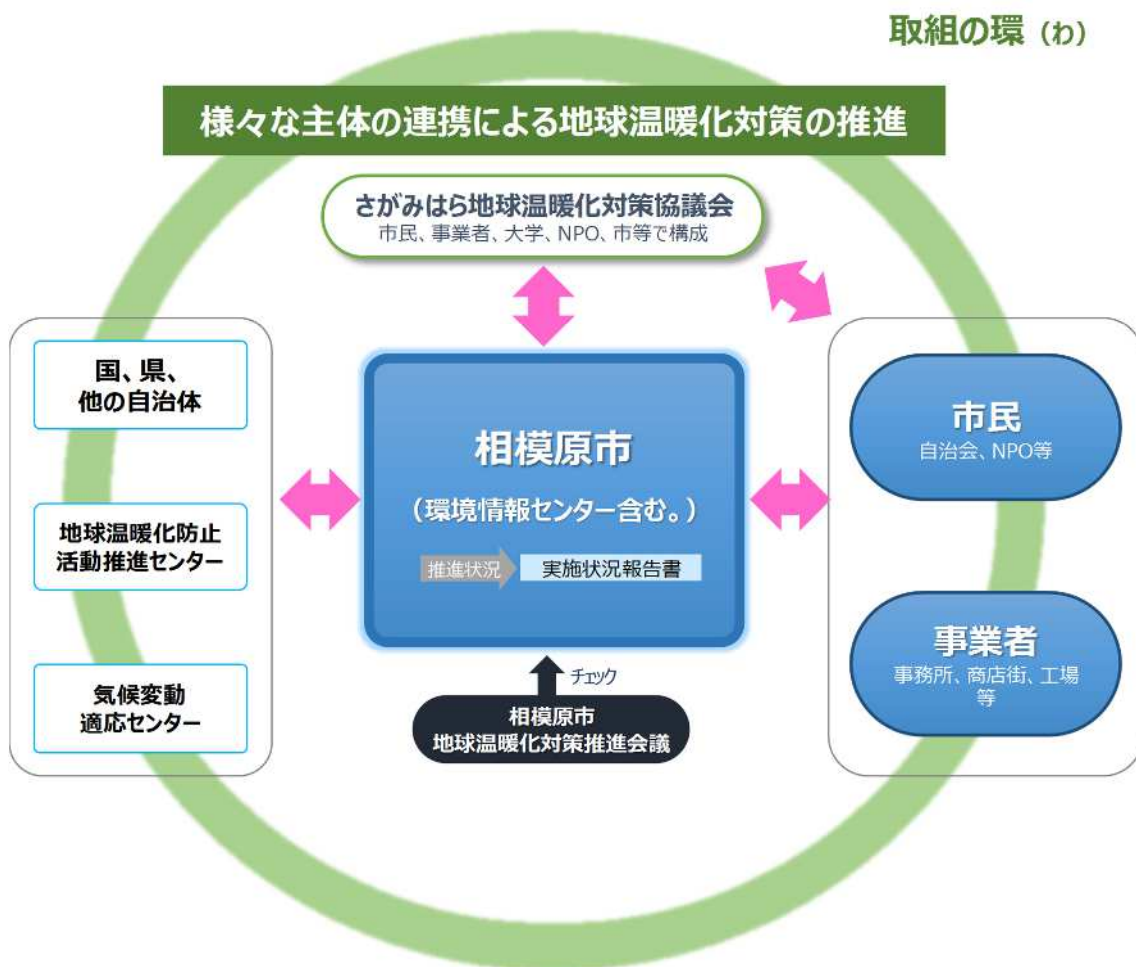 取組の環（わ）
様々な主体の連携による地球温暖化対策の推進
さがみはら地球温暖化対策協議会
市民、事業者、大学、NPO、市等で構成
国、県、
他の自治体
地球温暖化防止
活動推進センター
気候変動
適応センター
相模原市
（環境情報センター含む。）
推進状況
実施状況報告書
チェック
相模原市
地球温暖化対策推進会議
市民
自治会、NPO等
事業者
事務所、商店街、工場
等